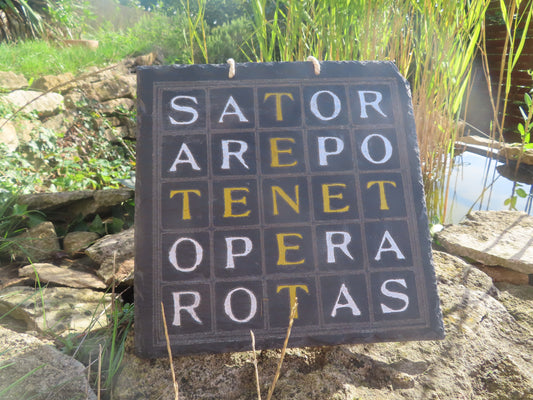 SATOR
AREPO
TENET
OPERA
ROTAS